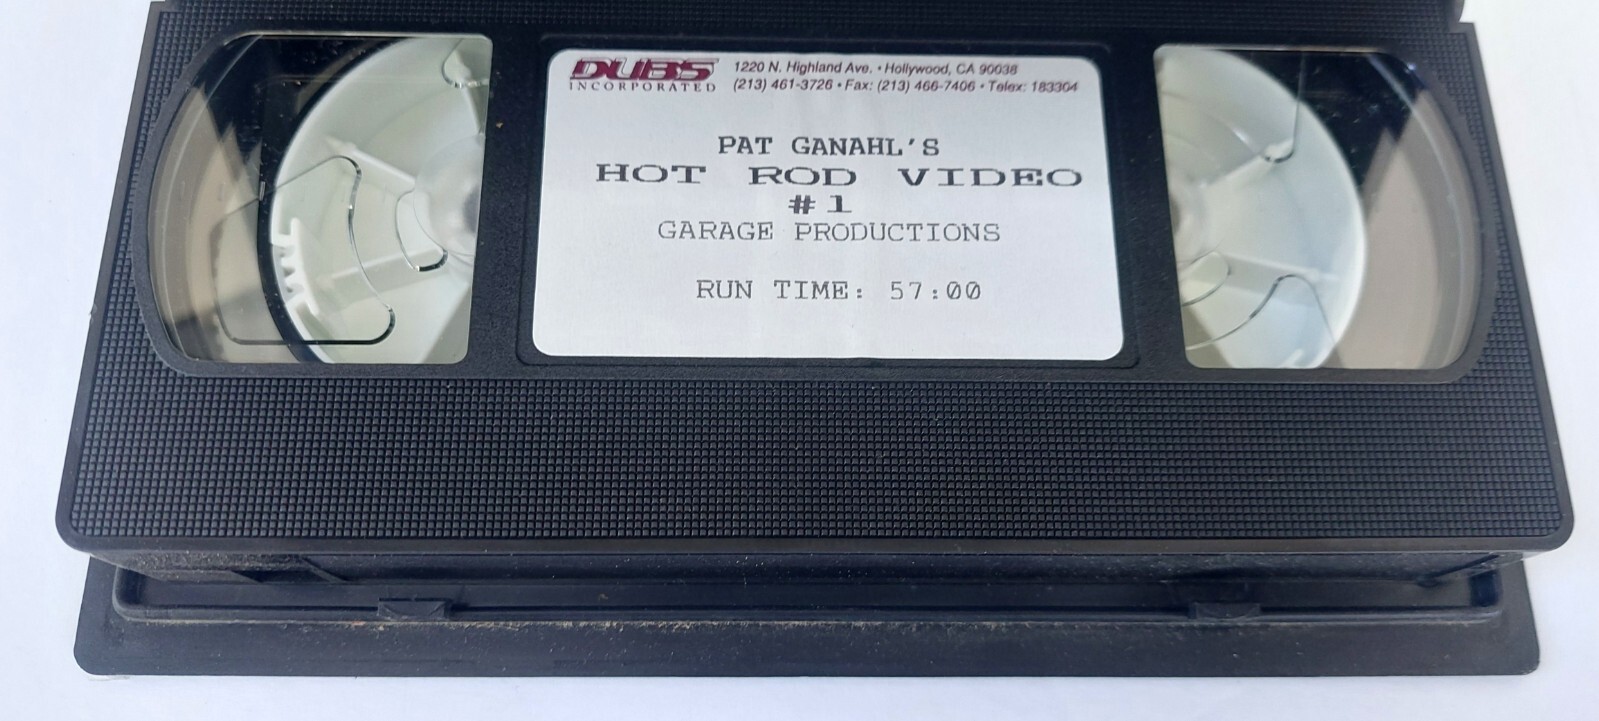 DUBS
INCORPORATED
1220 N. Highland Ave. • Hollywood, CA 90038
(213) 461-3726 • Fax: (213) 466-7406 • Telex: 183304
PAT GANAHL'S
HOT ROD VIDEO
#1
GARAGE PRODUCTIONS
RUN TIME: 57:00